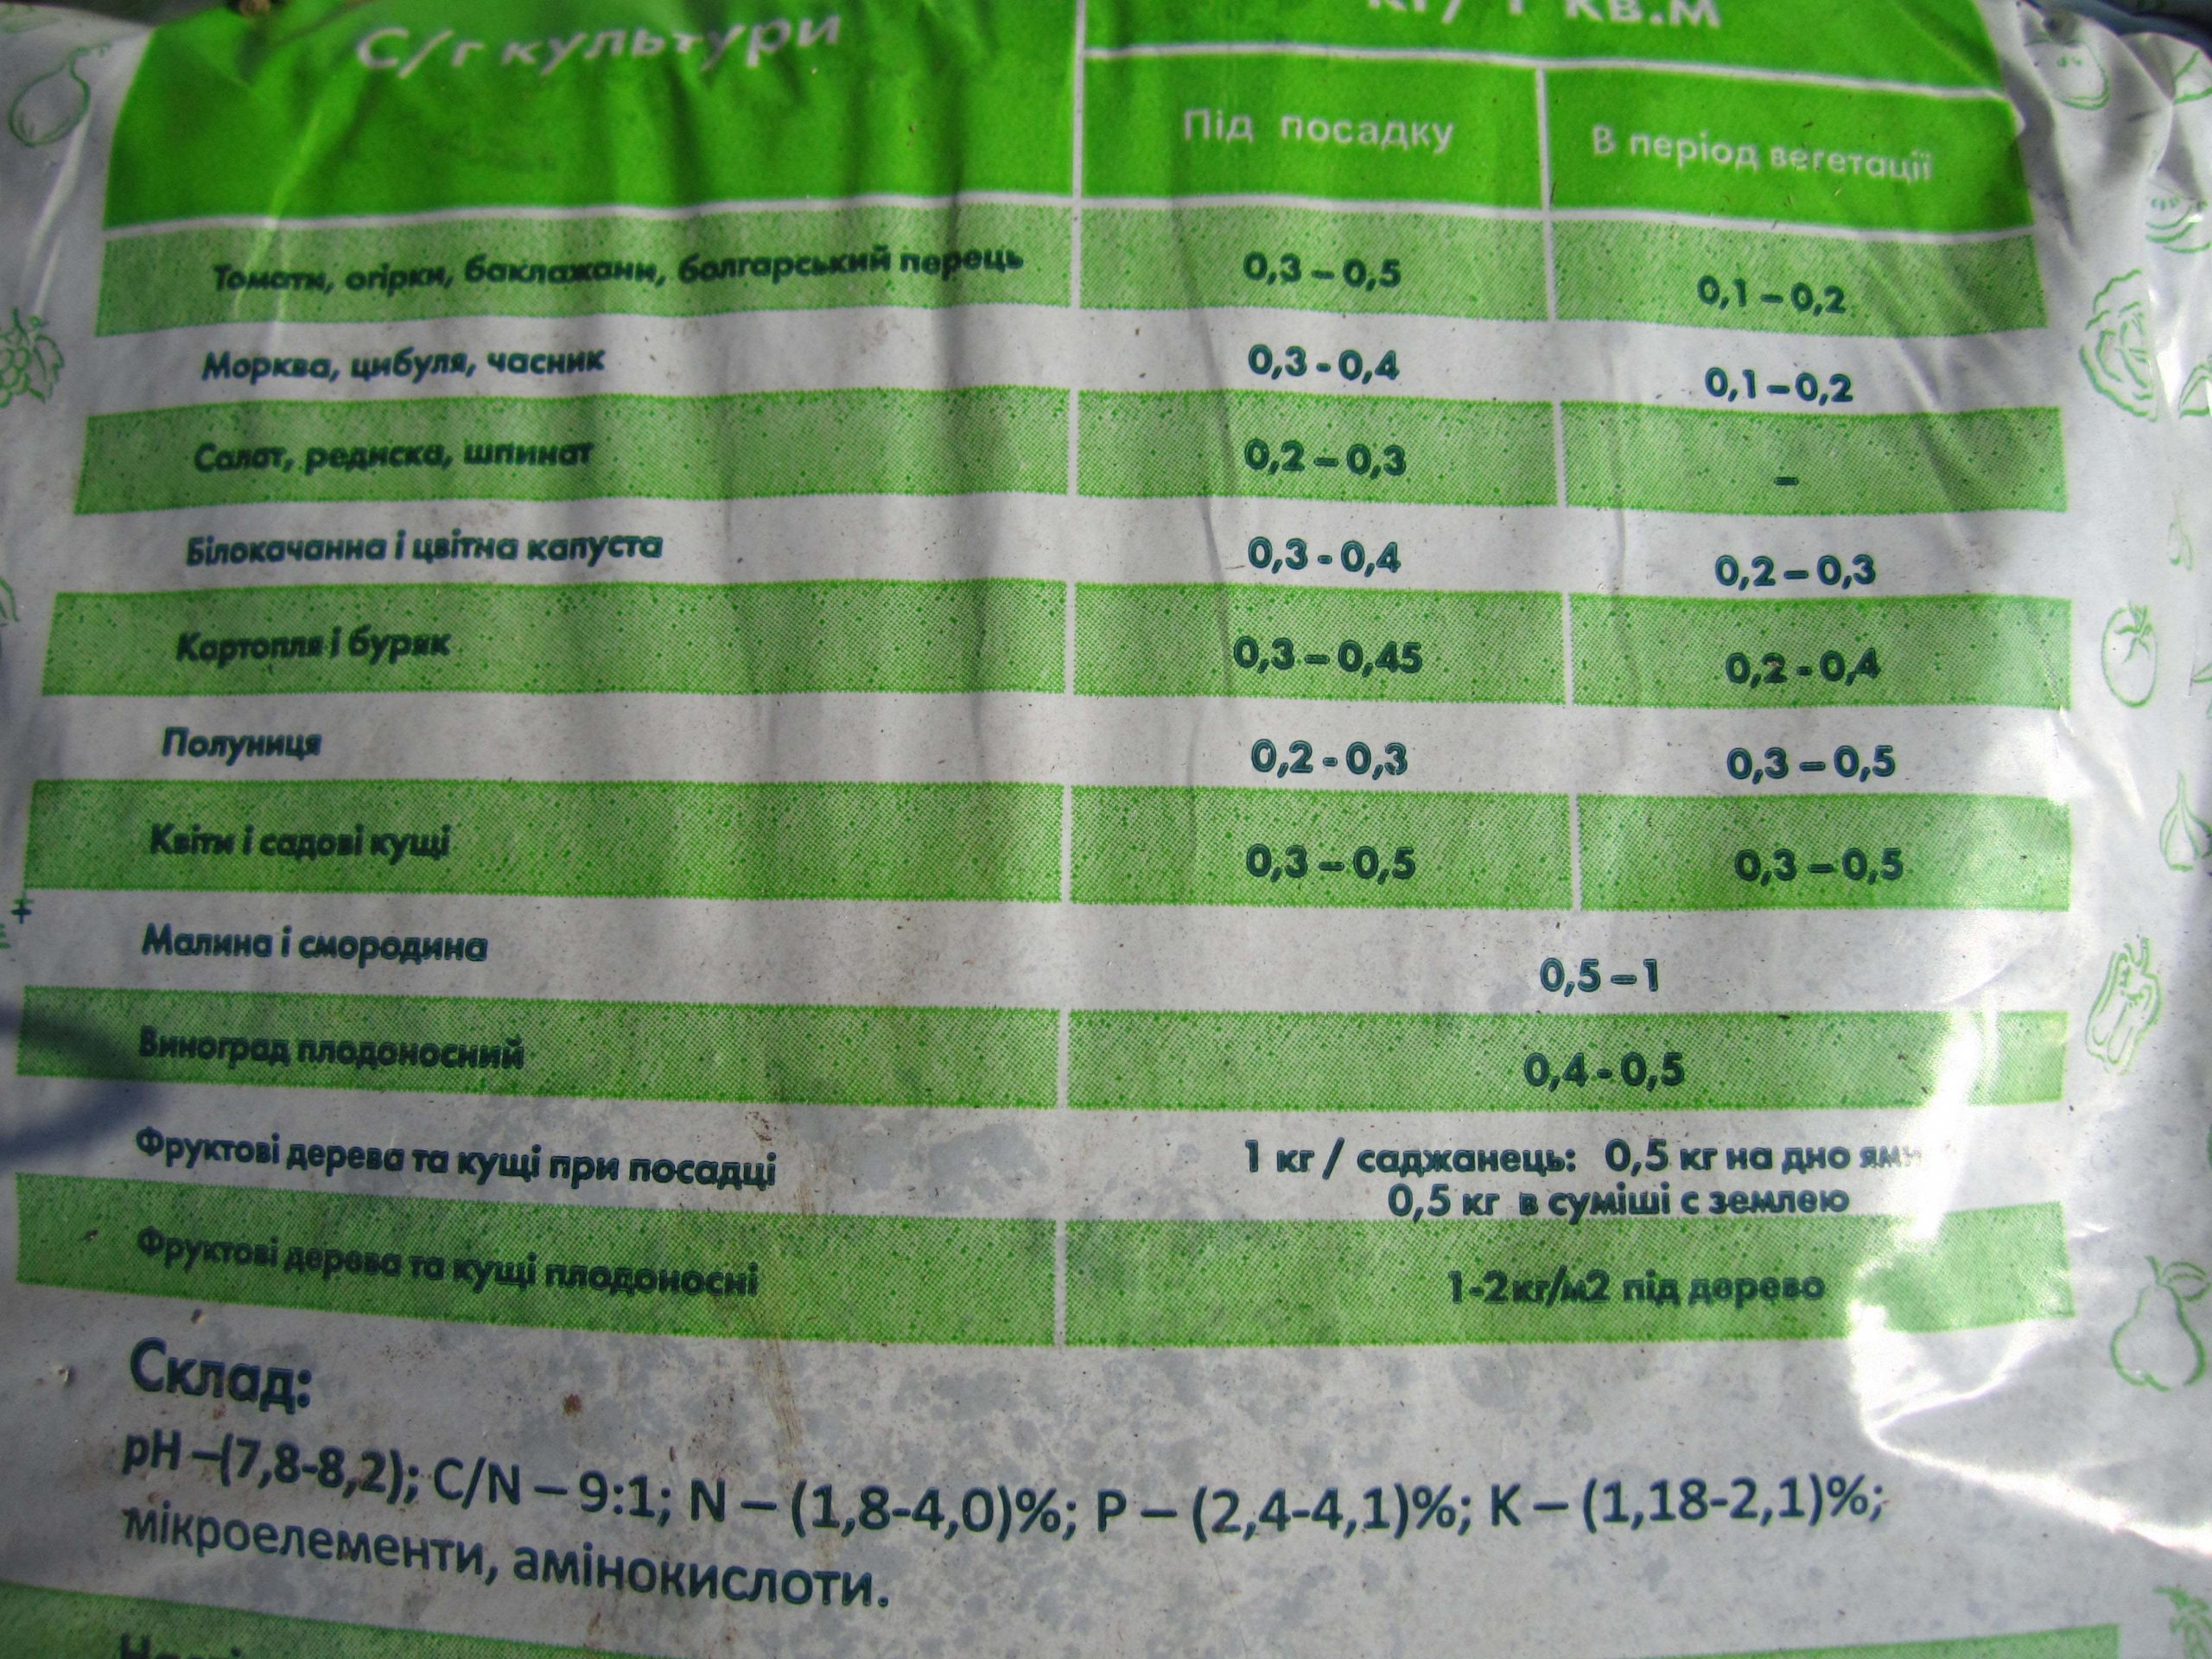 С/г культури
кг/ 1 кв.м
Під посадку
В період вегетації
Томати, огірки, баклажани, болгарський перець 0,3 – 0,5 0,1 – 0,2
Морква, цибуля, часник 0,3 - 0,4 0,1 – 0,2
Салат, редиска, шпинат 0,2 – 0,3 –
Білокачанна і цвітна капуста 0,3 - 0,4 0,2 – 0,3
Картопля і буряк 0,3 – 0,45 0,2 - 0,4
Полуниця 0,2 - 0,3 0,3 – 0,5
Квіти і садові кущі 0,3 – 0,5 0,3 – 0,5
Малина і смородина 0,5 – 1
Виноград плодоносний 0,4 - 0,5
Фруктові дерева та кущі при посадці 1 кг / саджанець: 0,5 кг на дно ями
0,5 кг в суміші с землею
Фруктові дерева та кущі плодоносні 1-2кг/м2 під дерево
Склад:
pH –(7,8-8,2); C/N – 9:1; N – (1,8-4,0)%; P – (2,4-4,1)%; K – (1,18-2,1)%;
мікроелементи, амінокислоти.